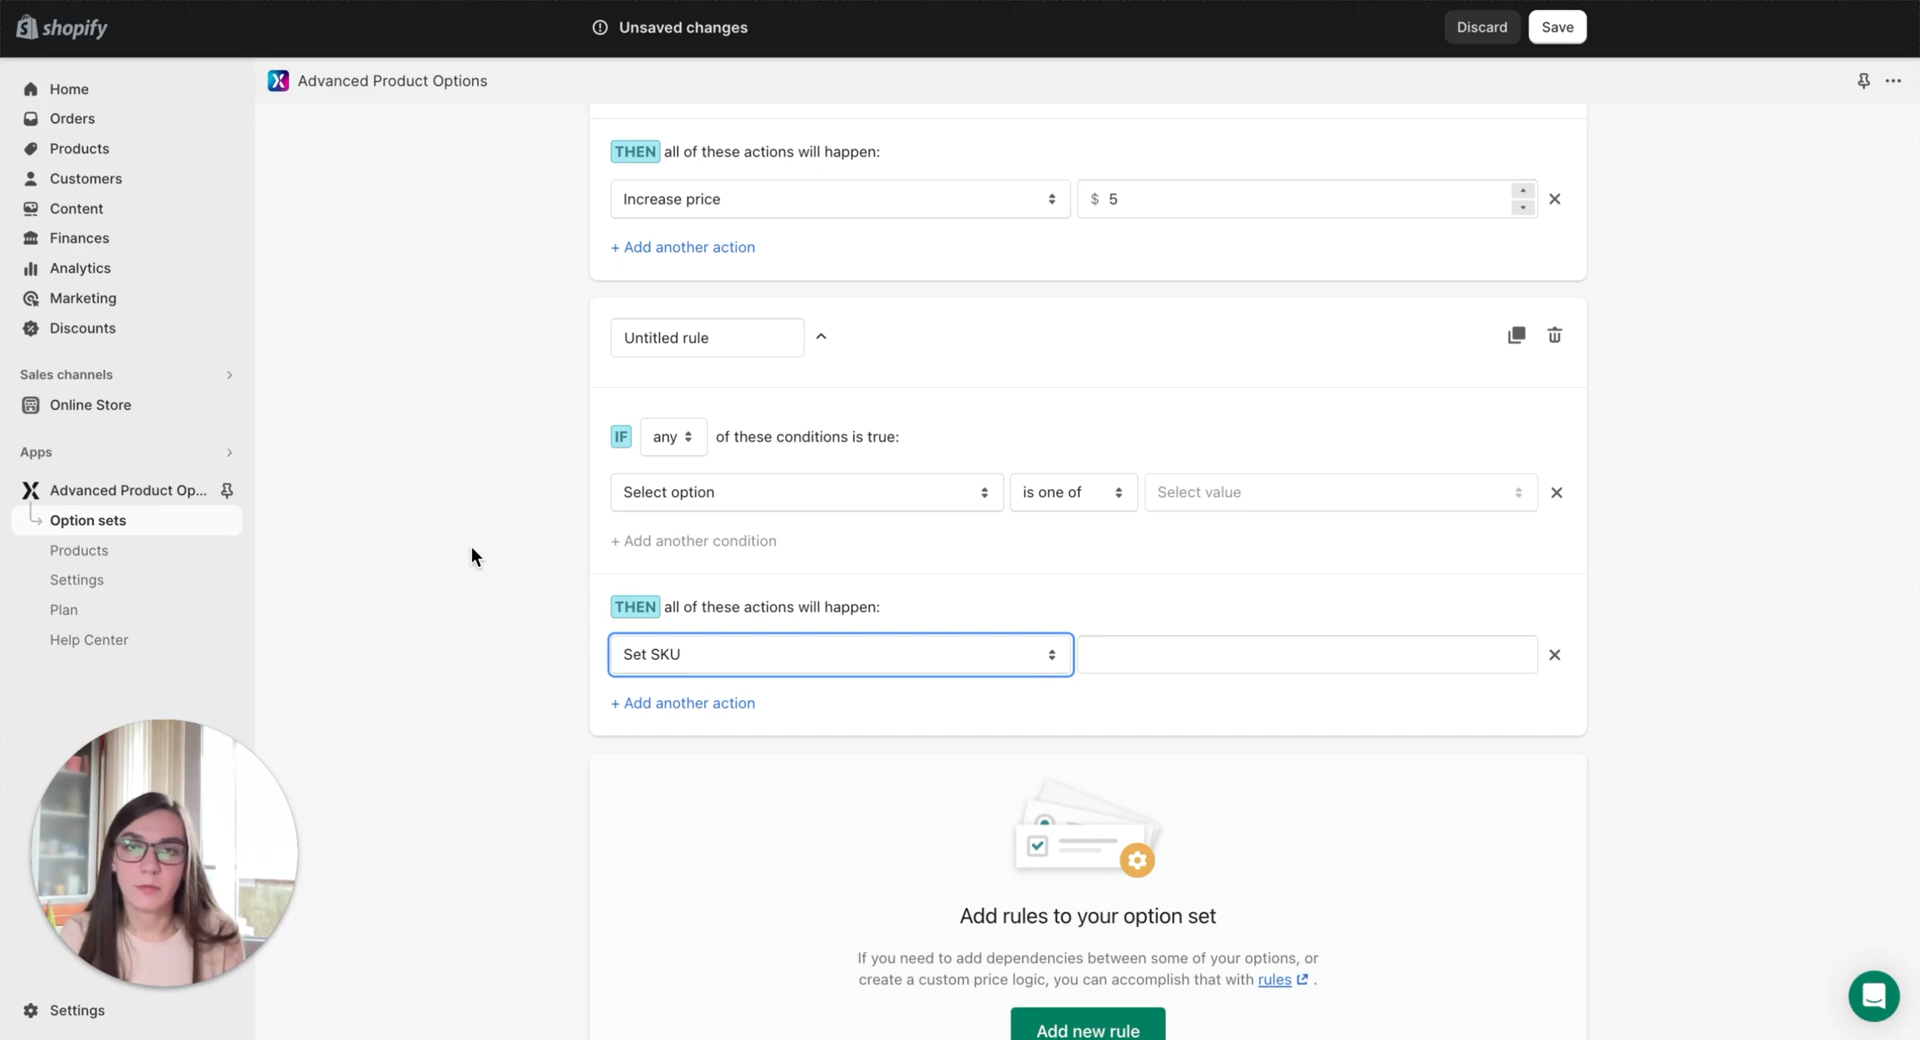 shopify
Unsaved changes
Discard
Save
Home
Orders
Products
Customers
Content
Finances
Analytics
Marketing
Discounts
Sales channels
Online Store
Apps
Advanced Product Op...
Option sets
Products
Settings
Plan
Help Center
Settings
Advanced Product Options
THEN all of these actions will happen:
Increase price
$ 5
+ Add another action
Untitled rule
IF any of these conditions is true:
Select option
is one of
Select value
+ Add another condition
THEN all of these actions will happen:
Set SKU
+ Add another action
Add rules to your option set
If you need to add dependencies between some of your options, or
create a custom price logic, you can accomplish that with rules .
Add new rule